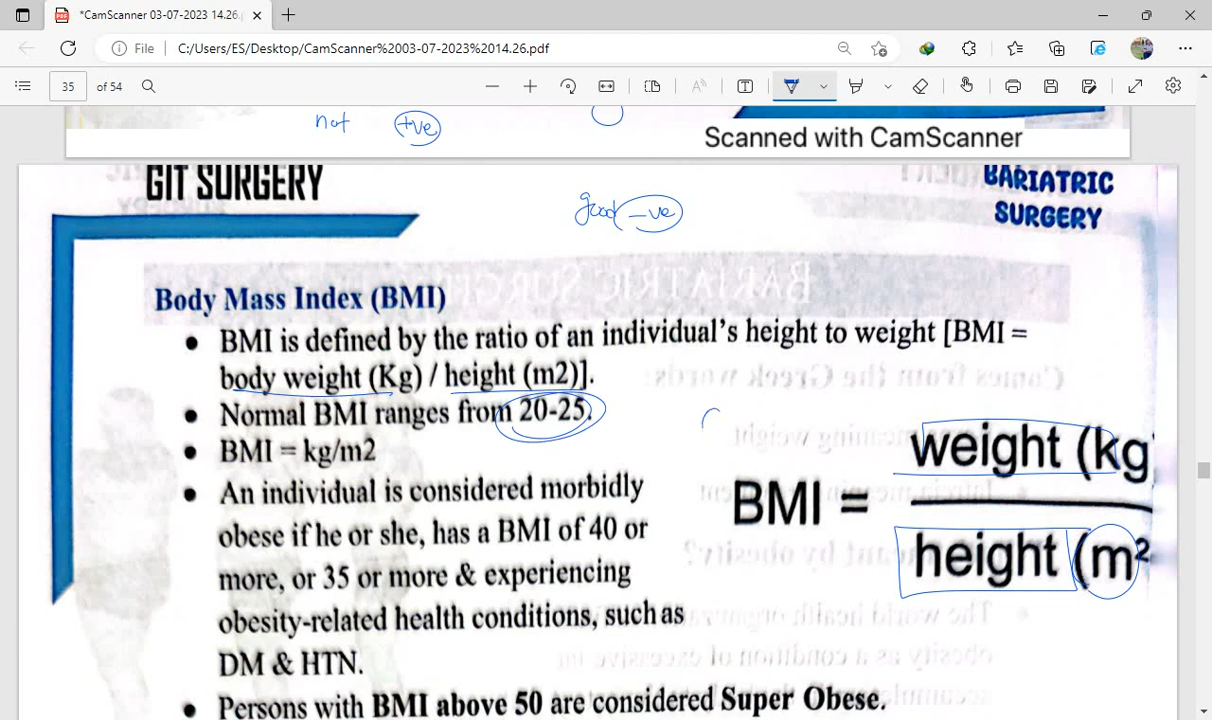 *CamScanner 03-07-2023 14.26.
File
C:/Users/ES/Desktop/CamScanner%2003-07-2023%2014.26.pdf
35 of 54
not +ve
Scanned with CamScanner
GIT SURGERY
BARIATRIC
SURGERY
good -ve
Body Mass Index (BMI)
• BMI is defined by the ratio of an individual's height to weight [BMI =
body weight (Kg) / height (m2)].
• Normal BMI ranges from 20-25.
• BMI = kg/m2
• An individual is considered morbidly
obese if he or she, has a BMI of 40 or
more, or 35 or more & experiencing
obesity-related health conditions, such as
DM & HTN.
• Persons with BMI above 50 are considered Super Obese.
weight (kg
BMI =
height (m²